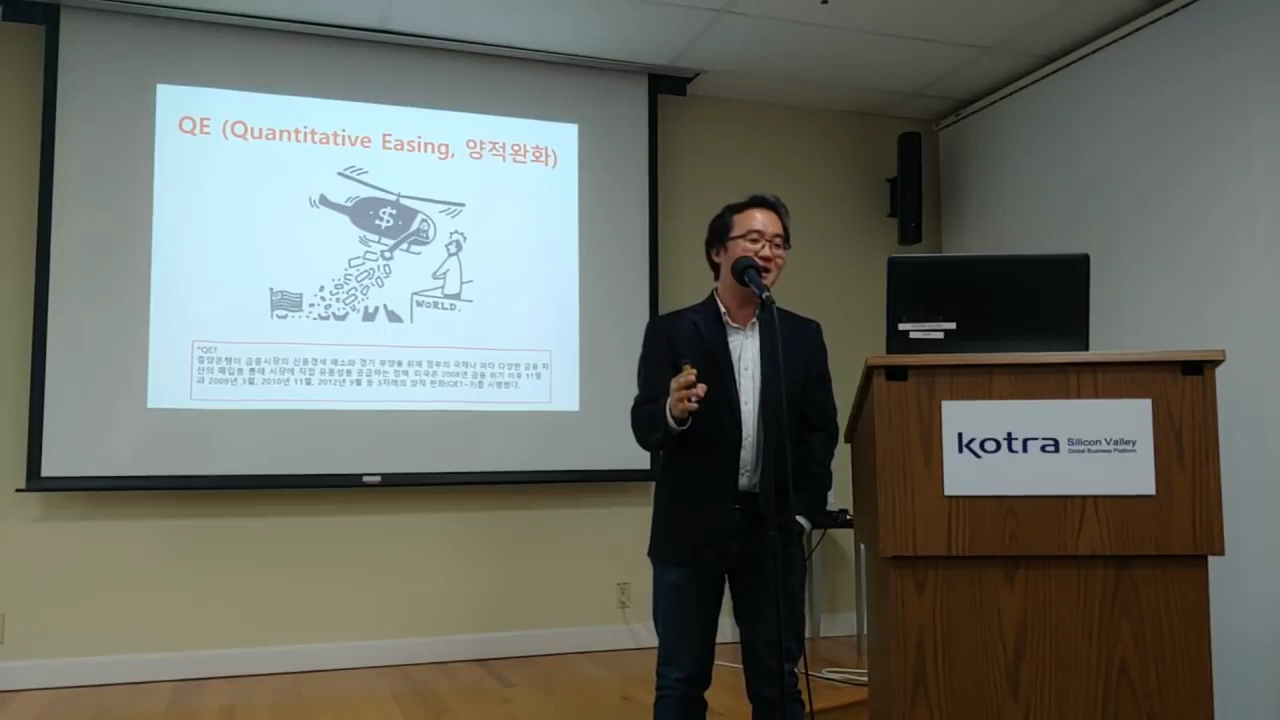 QE (Quantitative Easing, 양적완화)
$
WORLD.
*QE?
중앙은행이 금융시장의 신용경색 해소와 경기 부양을 위해 정부의 국채나 여타 다양한 금융 자
산의 매입을 통해 시장에 직접 유동성을 공급하는 정책. 미국은 2008년 금융 위기 이후 11월
과 2009년 3월, 2010년 11월, 2012년 9월 등 3차례의 양적 완화(QE1~3)를 시행했다.
kotra Silicon Valley
Global Business Platform